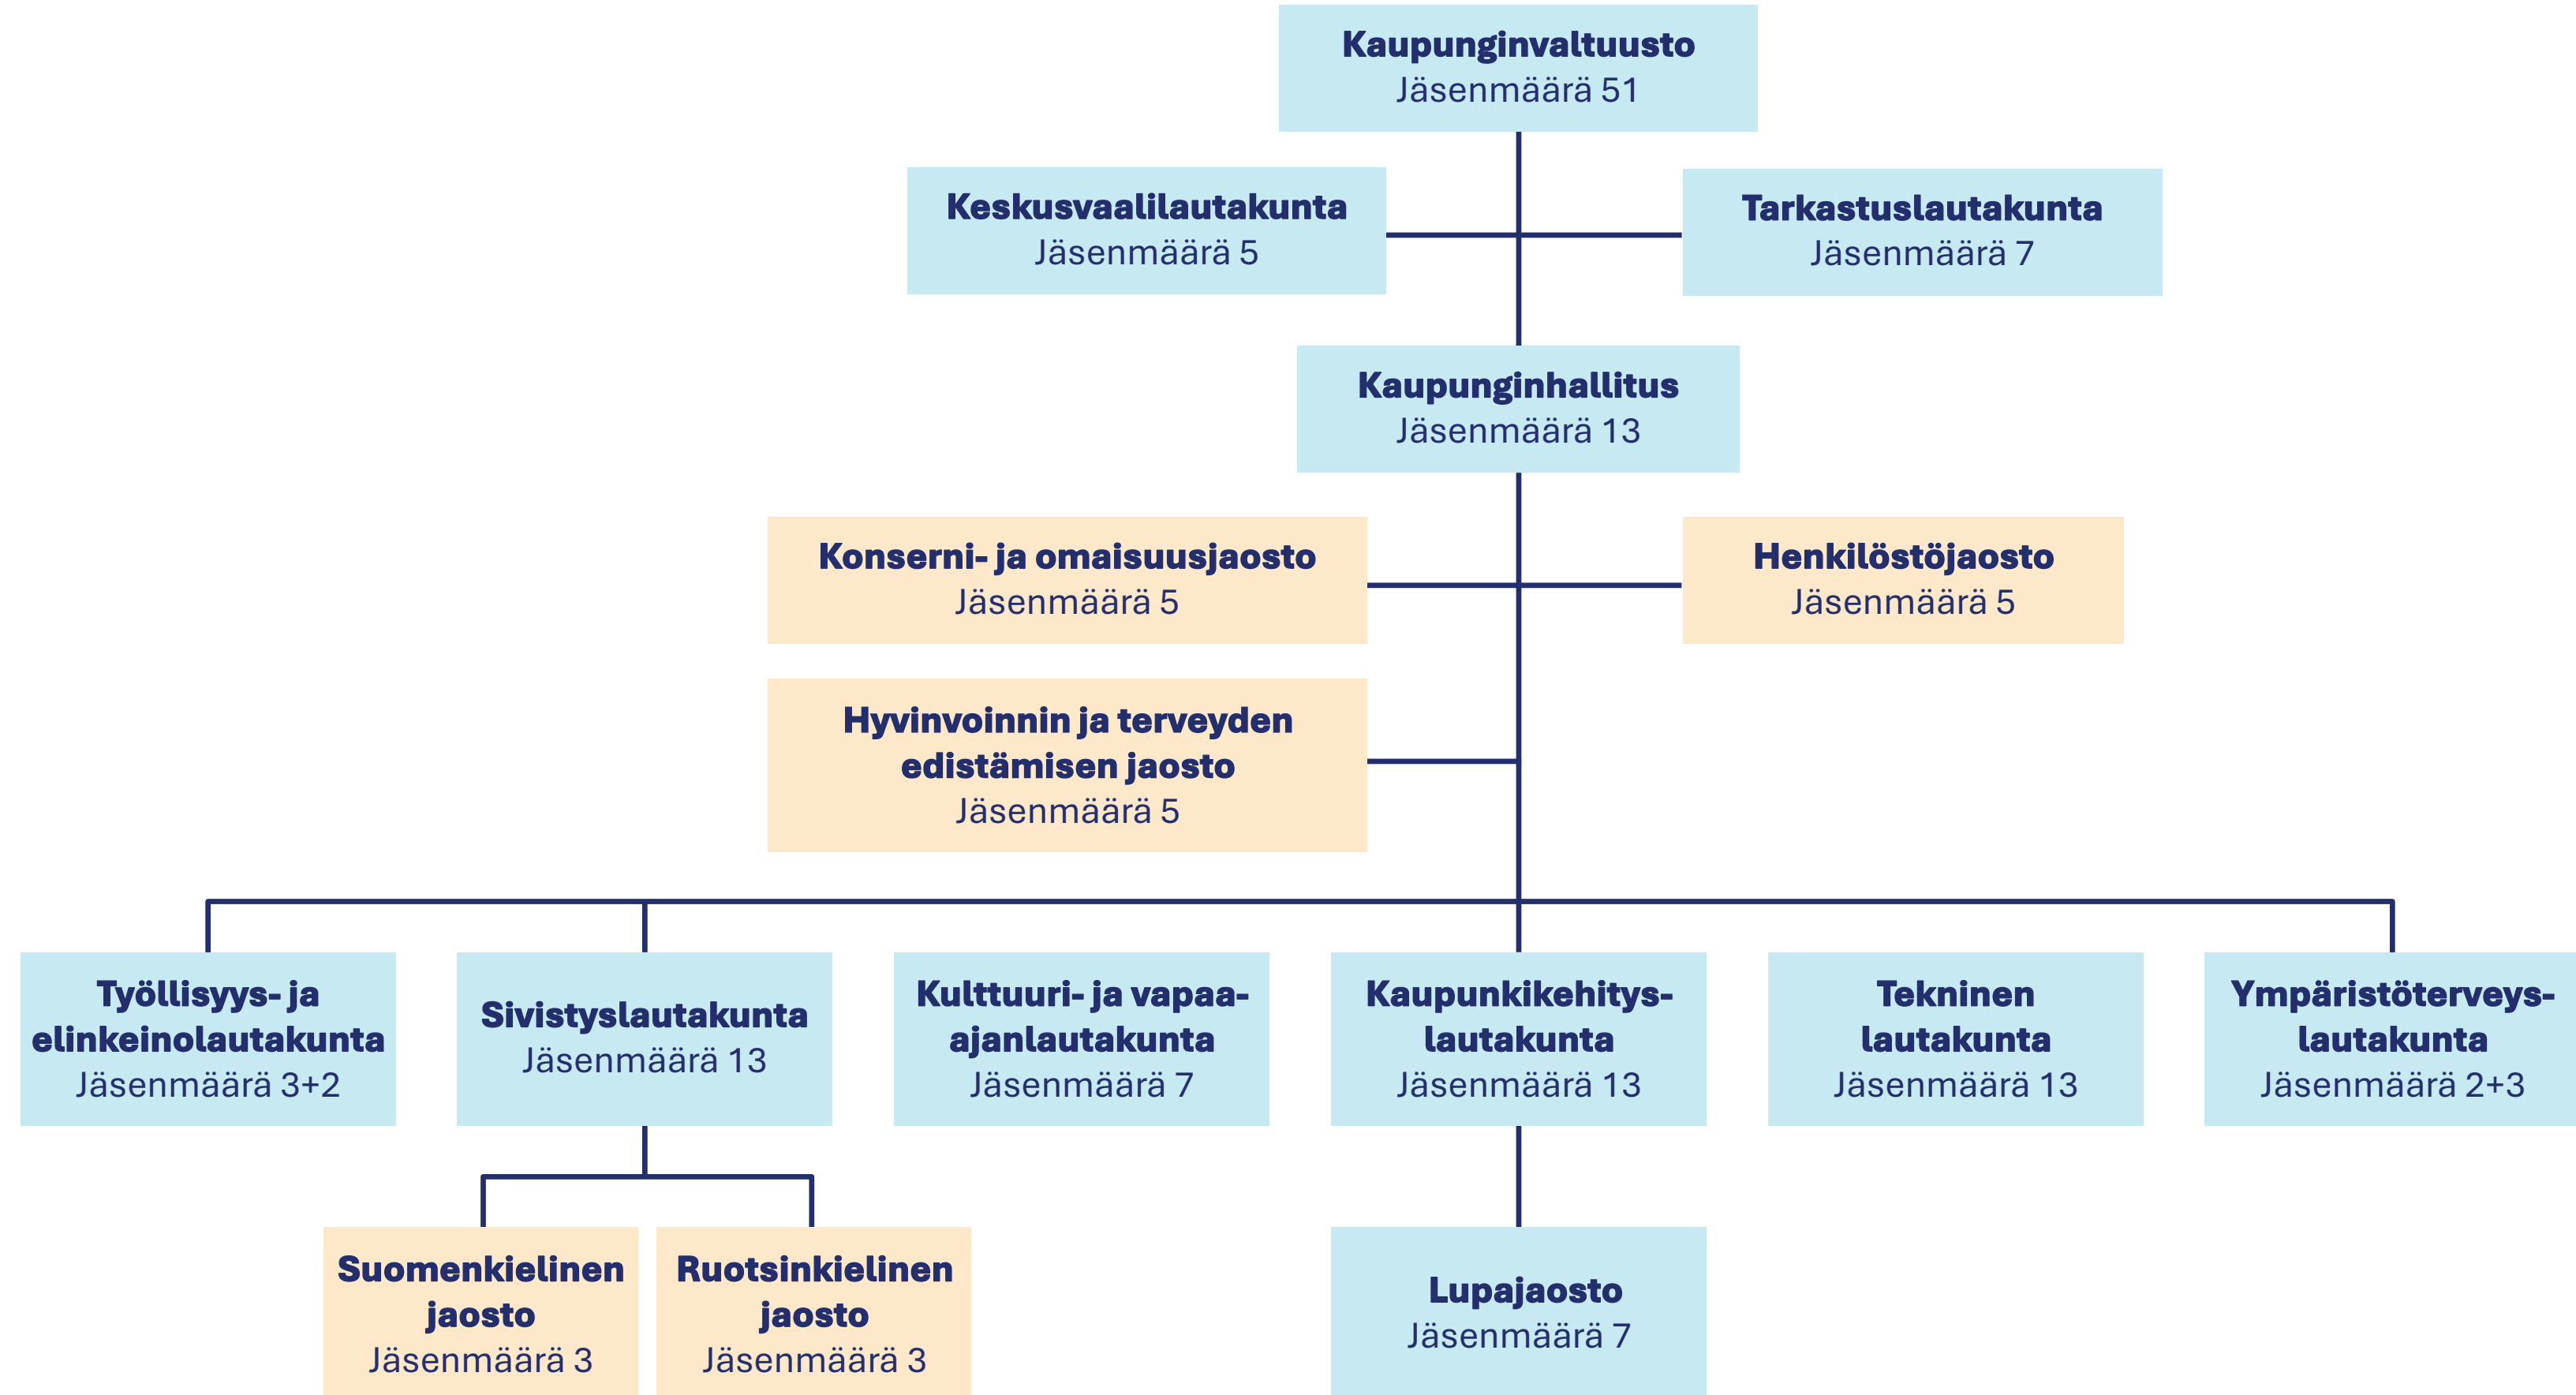 Kaupunginvaltuusto
Jäsenmäärä 51
Keskusvaalilautakunta
Jäsenmäärä 5
Tarkastuslautakunta
Jäsenmäärä 7
Kaupunginhallitus
Jäsenmäärä 13
Konserni- ja omaisuusjaosto
Jäsenmäärä 5
Henkilöstöjaosto
Jäsenmäärä 5
Hyvinvoinnin ja terveyden
edistämisen jaosto
Jäsenmäärä 5
Työllisyys- ja
elinkeinolautakunta
Jäsenmäärä 3+2
Sivistyslautakunta
Jäsenmäärä 13
Kulttuuri- ja vapaa-
ajanlautakunta
Jäsenmäärä 7
Kaupunkikehitys-
lautakunta
Jäsenmäärä 13
Tekninen
lautakunta
Jäsenmäärä 13
Ympäristöterveys-
lautakunta
Jäsenmäärä 2+3
Suomenkielinen
jaosto
Jäsenmäärä 3
Ruotsinkielinen
jaosto
Jäsenmäärä 3
Lupajaosto
Jäsenmäärä 7